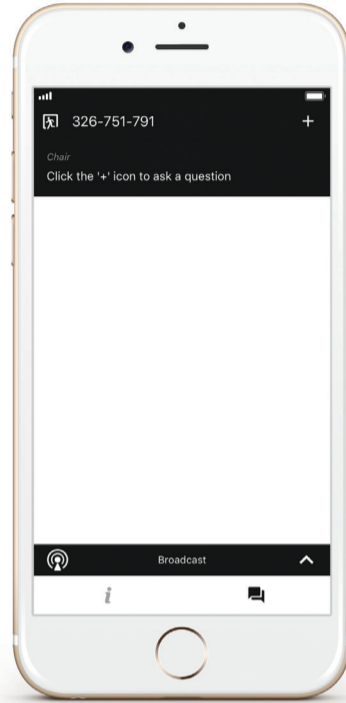 326-751-791
+
Chair
Click the '+' icon to ask a question
Broadcast
i